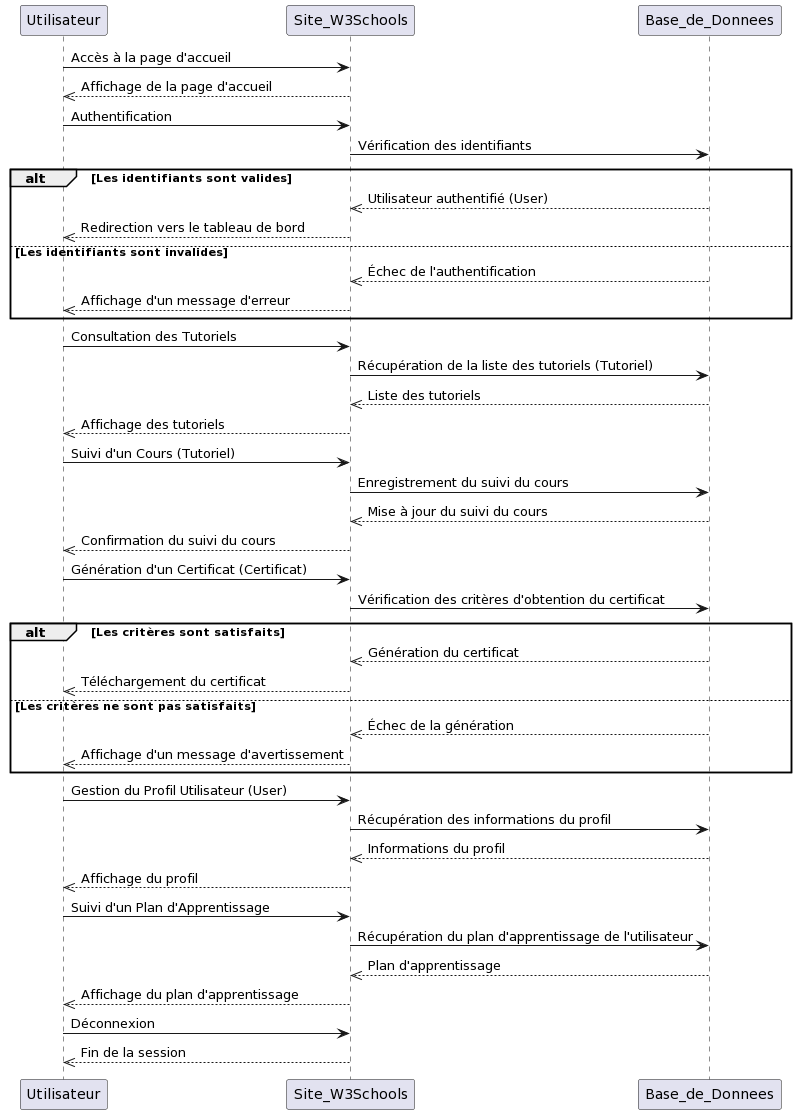 Utilisateur
Site_W3Schools
Base_de_Donnees
Accès à la page d'accueil
Affichage de la page d'accueil
Authentification
Vérification des identifiants
alt [Les identifiants sont valides]
Utilisateur authentifié (User)
Redirection vers le tableau de bord
[Les identifiants sont invalides]
Échec de l'authentification
Affichage d'un message d'erreur
Consultation des Tutoriels
Récupération de la liste des tutoriels (Tutoriel)
Liste des tutoriels
Affichage des tutoriels
Suivi d'un Cours (Tutoriel)
Enregistrement du suivi du cours
Mise à jour du suivi du cours
Confirmation du suivi du cours
Génération d'un Certificat (Certificat)
Vérification des critères d'obtention du certificat
alt [Les critères sont satisfaits]
Génération du certificat
Téléchargement du certificat
[Les critères ne sont pas satisfaits]
Échec de la génération
Affichage d'un message d'avertissement
Gestion du Profil Utilisateur (User)
Récupération des informations du profil
Informations du profil
Affichage du profil
Suivi d'un Plan d'Apprentissage
Récupération du plan d'apprentissage de l'utilisateur
Plan d'apprentissage
Affichage du plan d'apprentissage
Déconnexion
Fin de la session
Utilisateur
Site_W3Schools
Base_de_Donnees